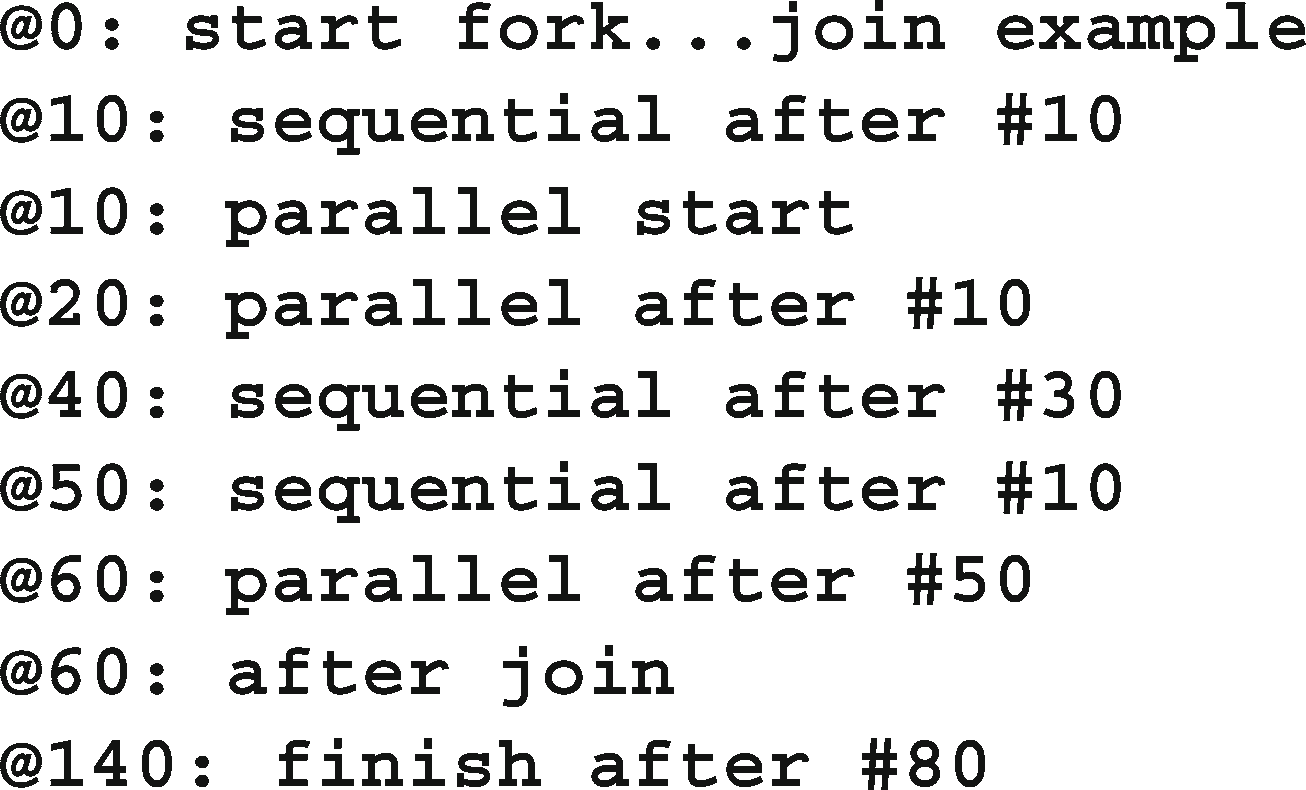 @0: start fork...join example
@10: sequential after #10
@10: parallel start
@20: parallel after #10
@40: sequential after #30
@50: sequential after #10
@60: parallel after #50
@60: after join
@140: finish after #80